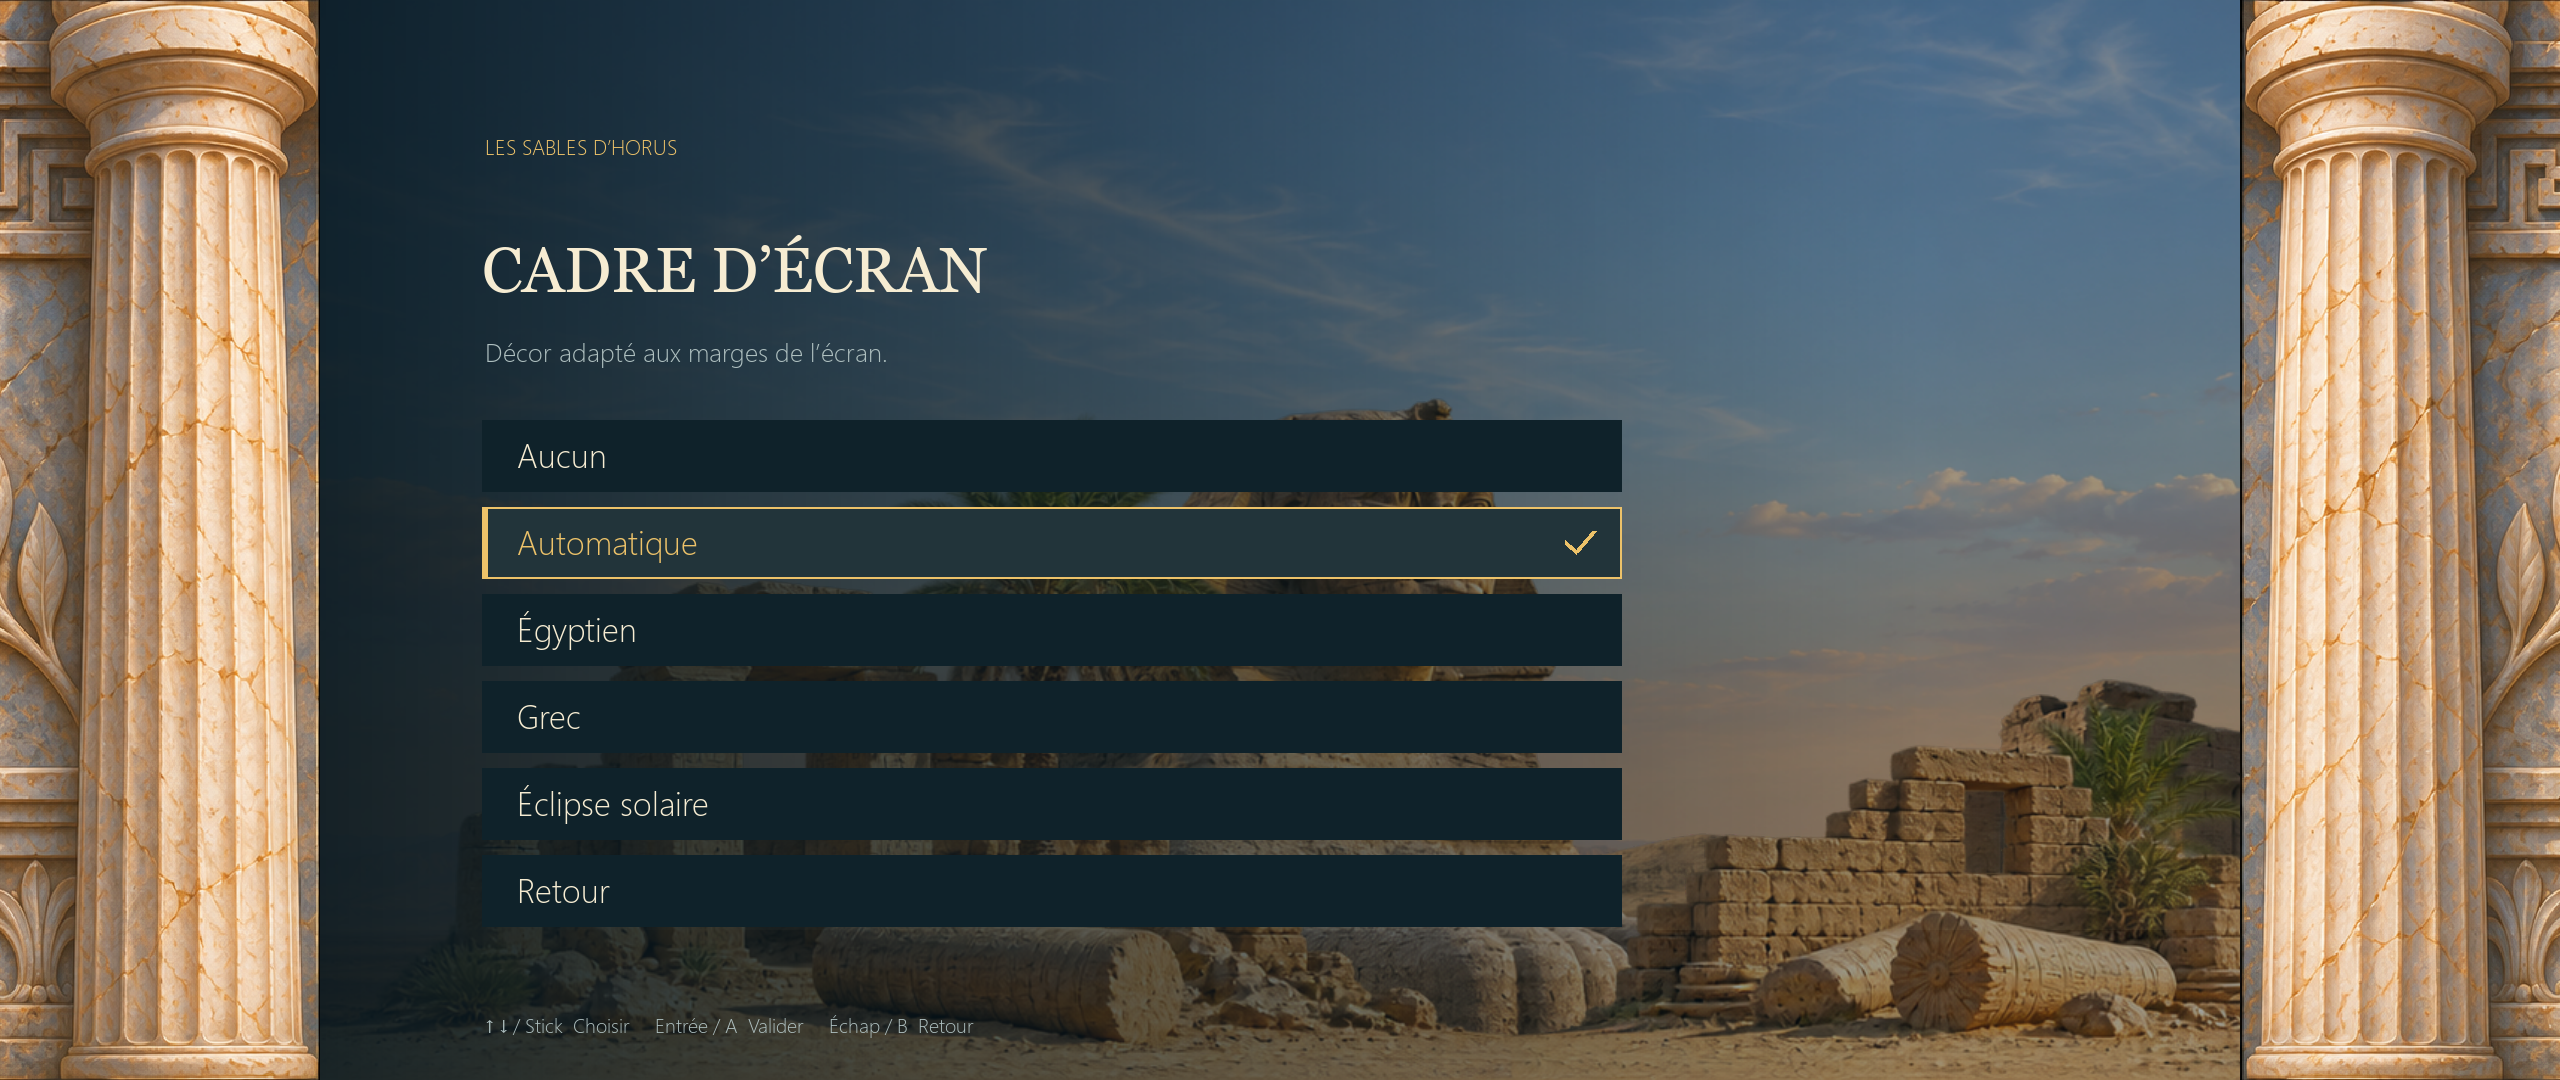 LES SABLES D’HORUS
CADRE D’ÉCRAN
Décor adapté aux marges de l’écran.
Aucun
Automatique
Égyptien
Grec
Éclipse solaire
Retour
↑ ↓ / Stick Choisir Entrée / A Valider Échap / B Retour